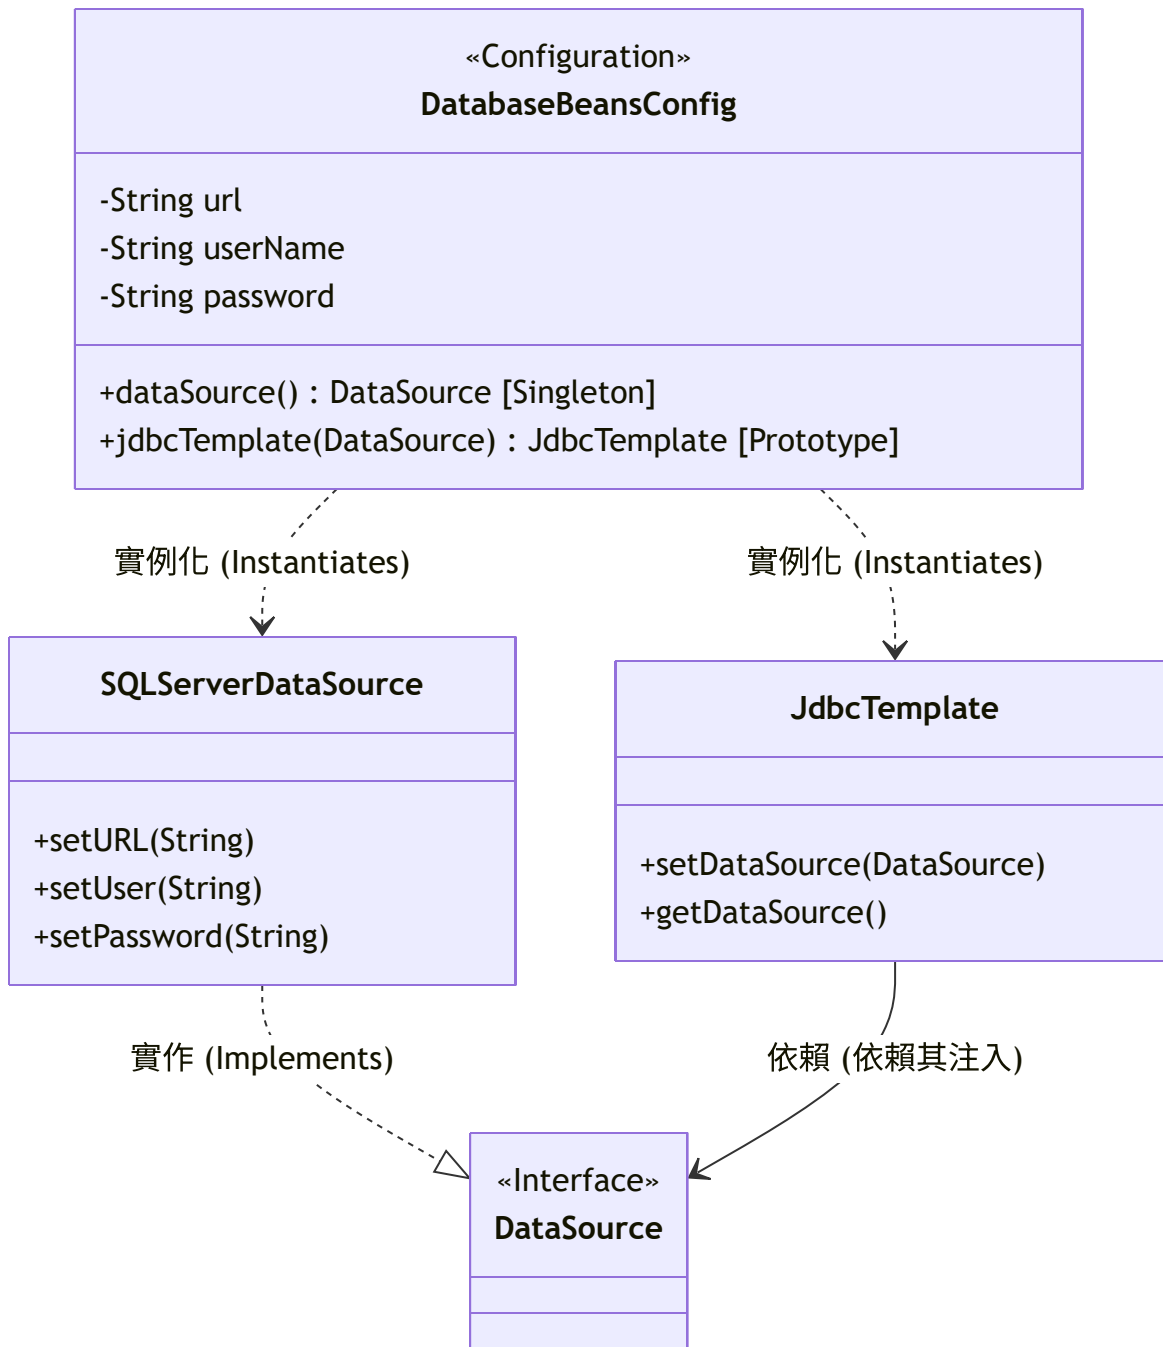 «Configuration»
DatabaseBeansConfig
-String url
-String userName
-String password
+dataSource() : DataSource [Singleton]
+jdbcTemplate(DataSource) : JdbcTemplate [Prototype]
實例化 (Instantiates)
實例化 (Instantiates)
SQLServerDataSource
+setURL(String)
+setUser(String)
+setPassword(String)
JdbcTemplate
+setDataSource(DataSource)
+getDataSource()
實作 (Implements)
依賴 (依賴其注入)
«Interface»
DataSource